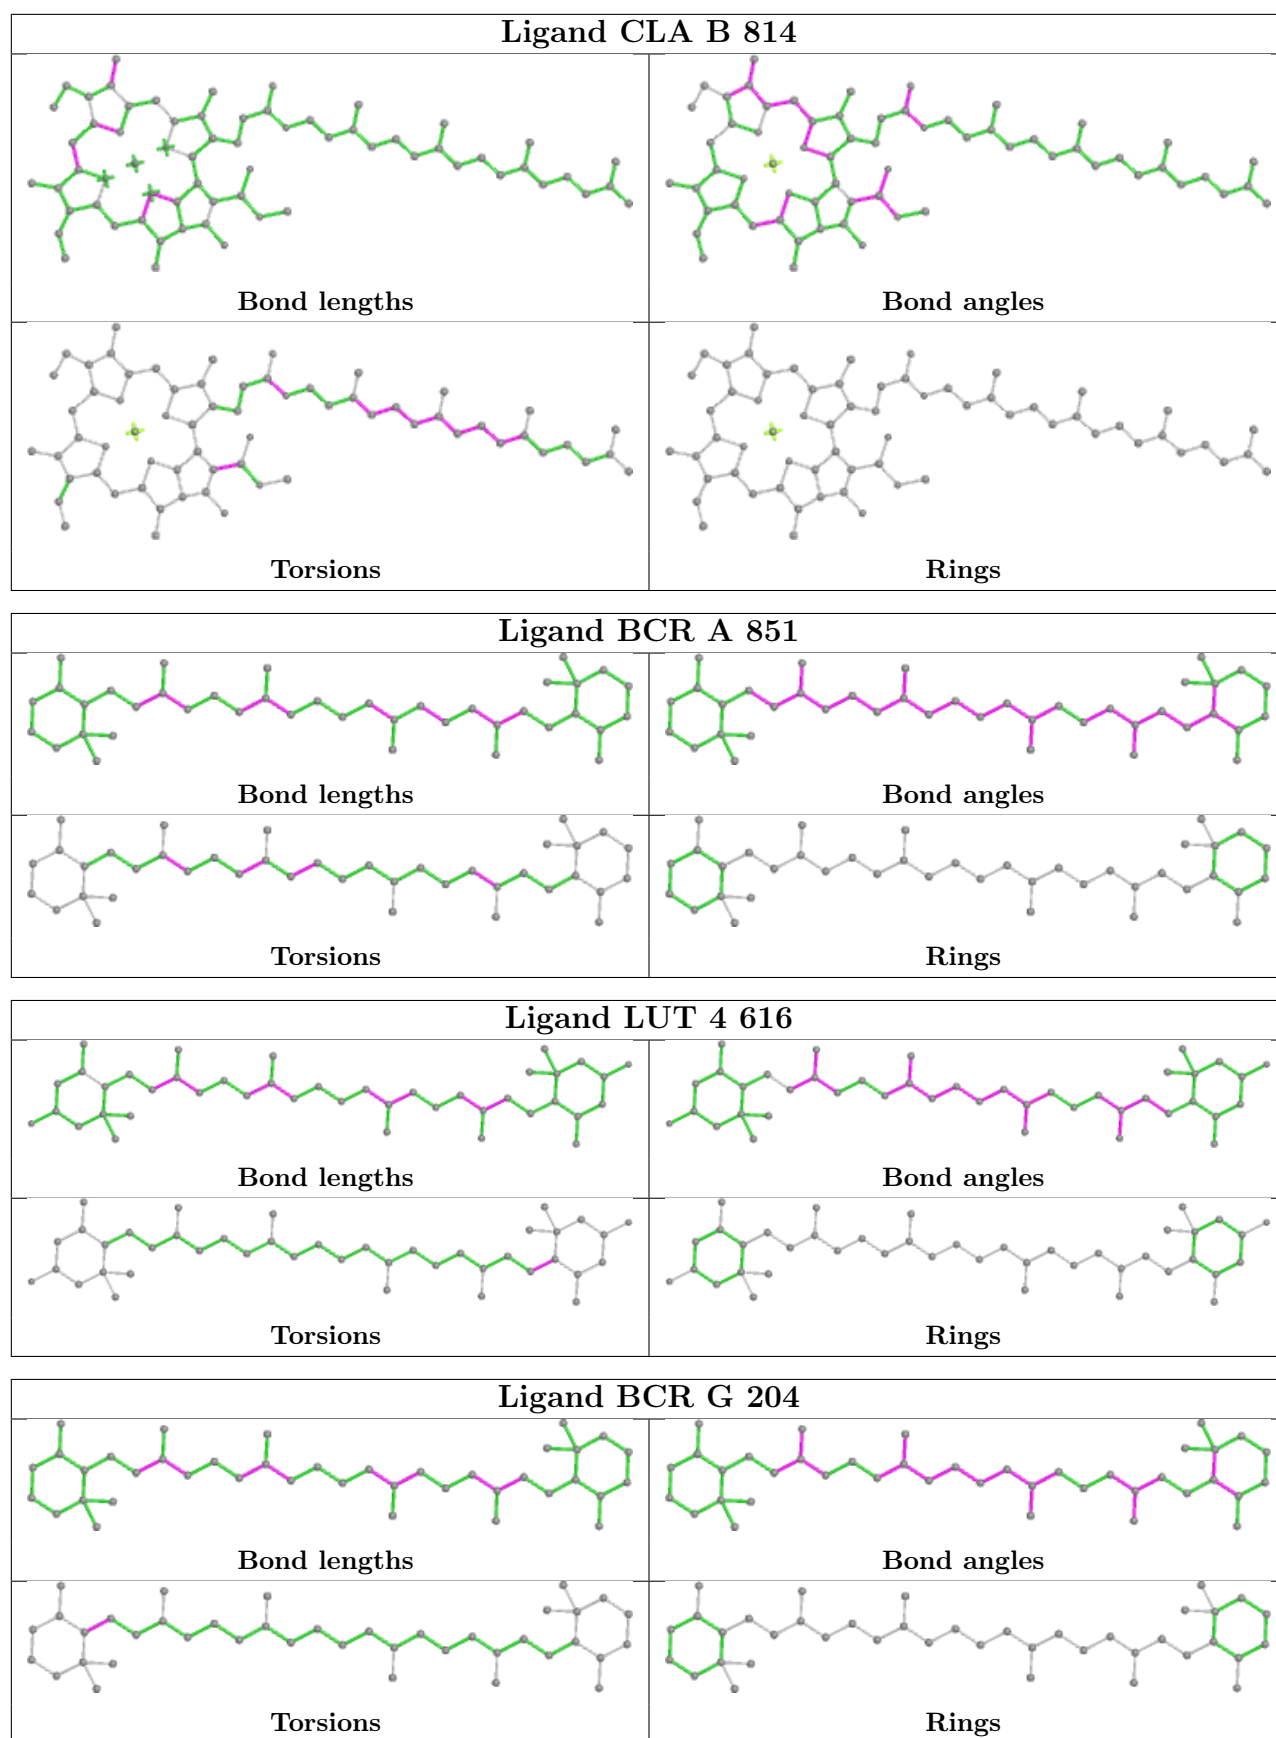 Ligand CLA B 814
Bond lengths
Bond angles
Torsions
Rings
Ligand BCR A 851
Bond lengths
Bond angles
Torsions
Rings
Ligand LUT 4 616
Bond lengths
Bond angles
Torsions
Rings
Ligand BCR G 204
Bond lengths
Bond angles
Torsions
Rings